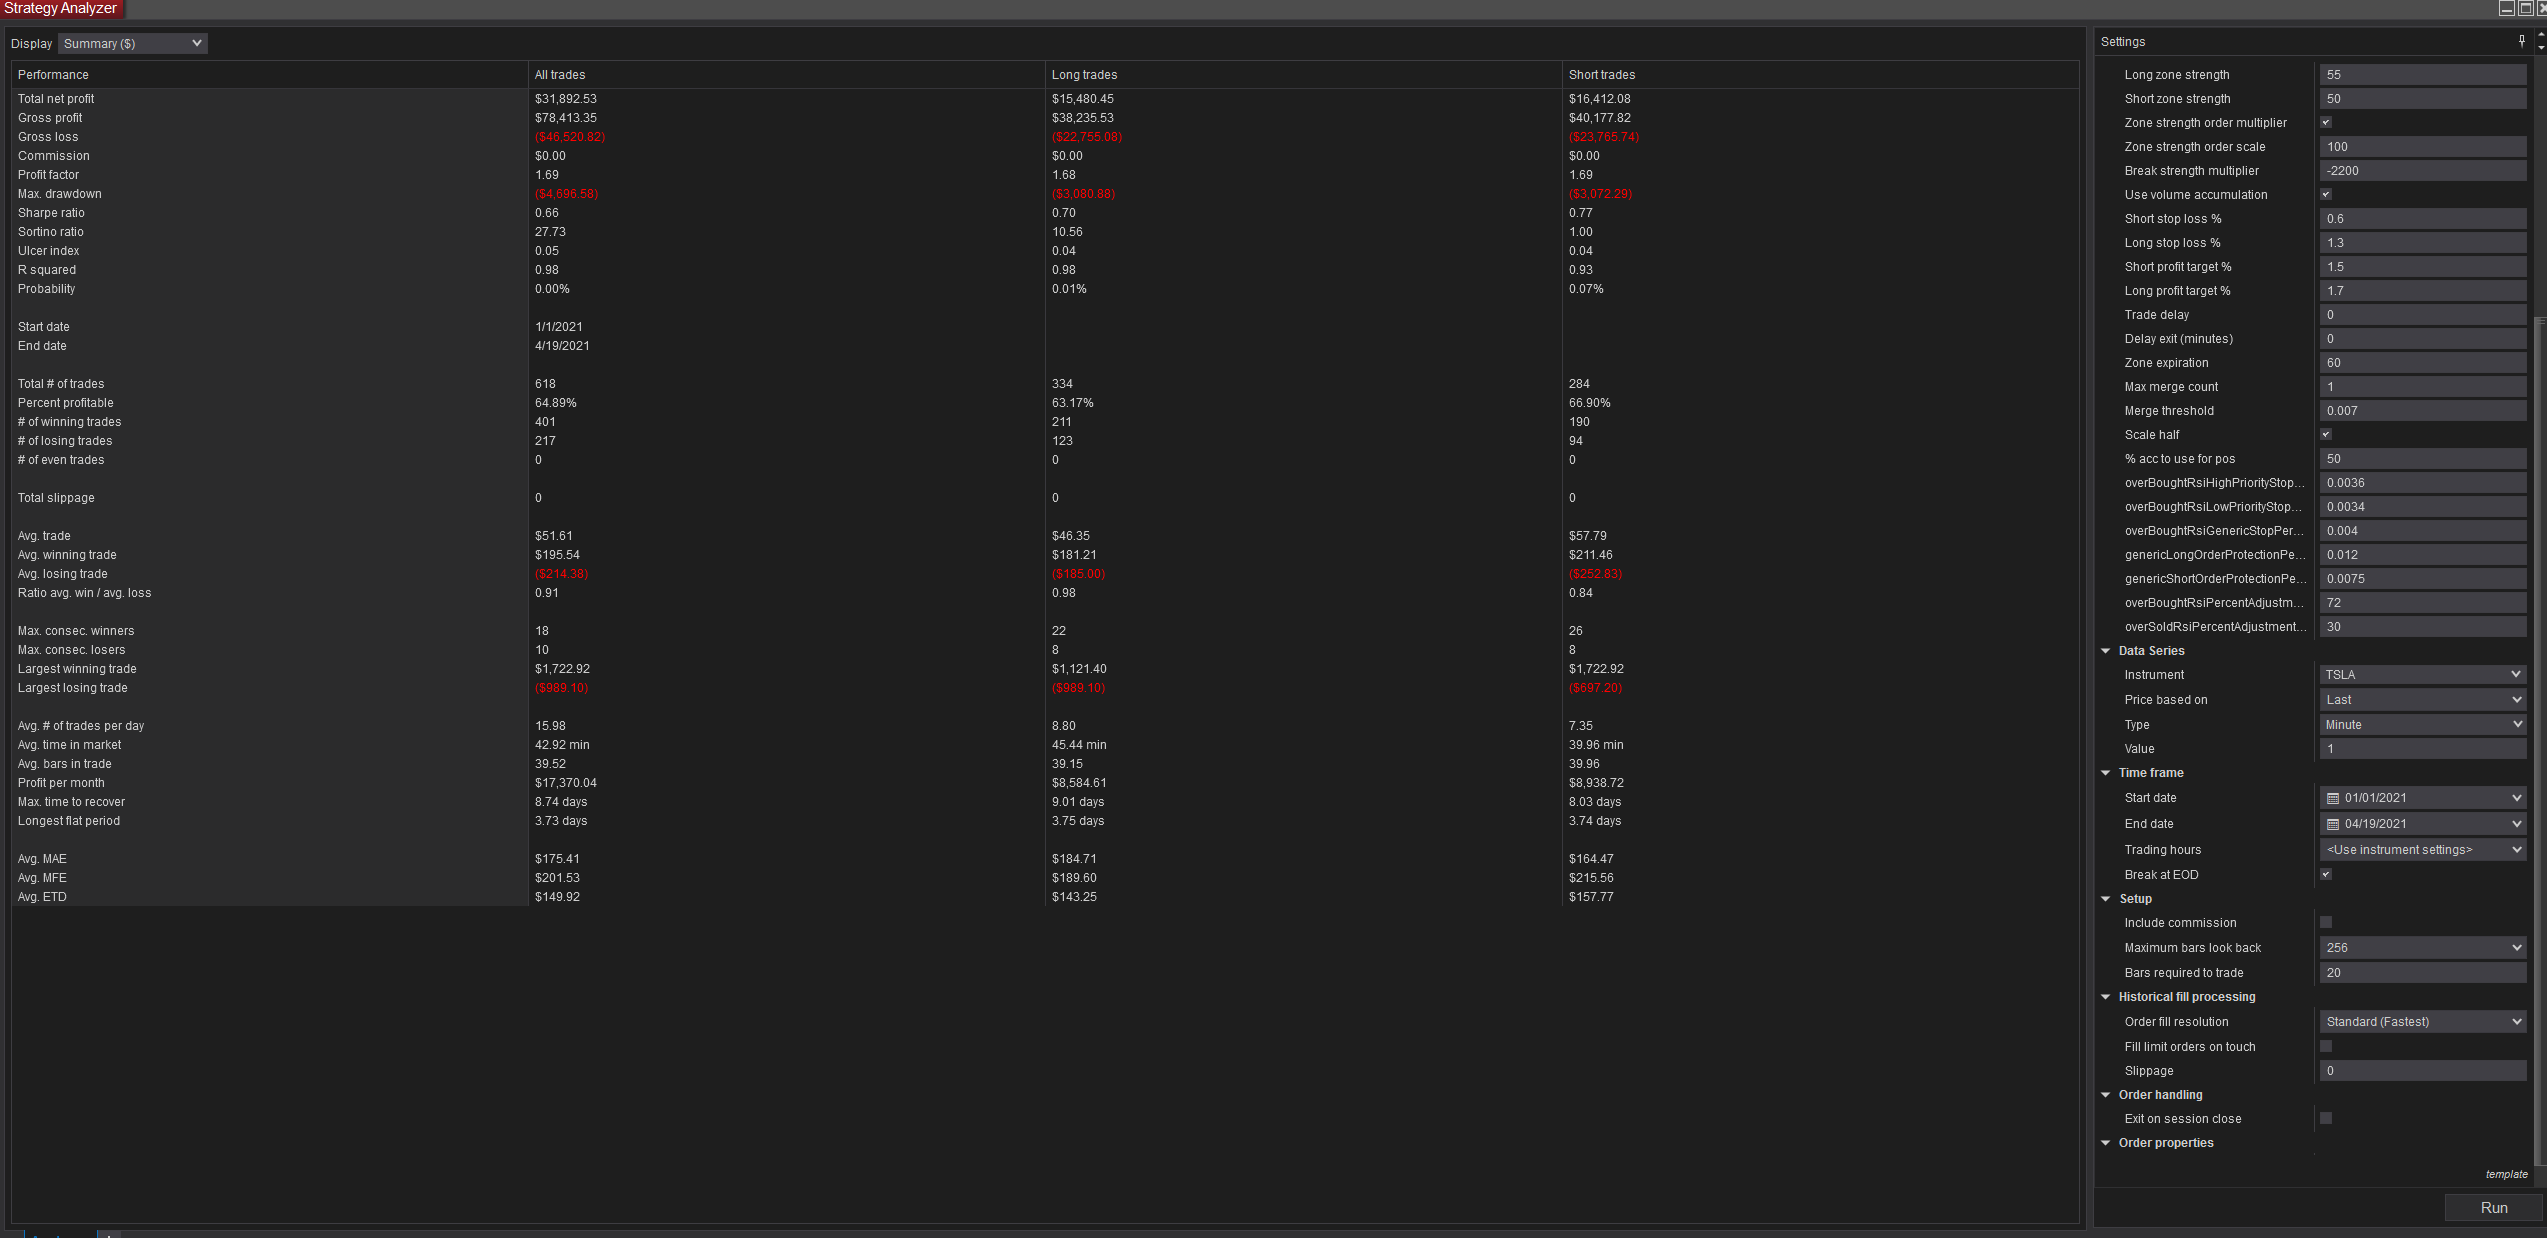 Strategy Analyzer
Display Summary ($)
Performance All trades Long trades Short trades
Total net profit $31,892.53 $15,480.45 $16,412.08
Gross profit $78,413.35 $38,235.53 $40,177.82
Gross loss ($46,520.82) ($22,755.08) ($23,765.74)
Commission $0.00 $0.00 $0.00
Profit factor 1.69 1.68 1.69
Max. drawdown ($4,696.58) ($3,080.88) ($3,072.29)
Sharpe ratio 0.66 0.70 0.77
Sortino ratio 27.73 10.56 1.00
Ulcer index 0.05 0.04 0.04
R squared 0.98 0.98 0.93
Probability 0.00% 0.01% 0.07%
Start date 1/1/2021
End date 4/19/2021
Total # of trades 618 334 284
Percent profitable 64.89% 63.17% 66.90%
# of winning trades 401 211 190
# of losing trades 217 123 94
# of even trades 0 0 0
Total slippage 0 0 0
Avg. trade $51.61 $46.35 $57.79
Avg. winning trade $195.54 $181.21 $211.46
Avg. losing trade ($214.38) ($185.00) ($252.83)
Ratio avg. win / avg. loss 0.91 0.98 0.84
Max. consec. winners 18 22 26
Max. consec. losers 10 8 8
Largest winning trade $1,722.92 $1,121.40 $1,722.92
Largest losing trade ($989.10) ($989.10) ($697.20)
Avg. # of trades per day 15.98 8.80 7.35
Avg. time in market 42.92 min 45.44 min 39.96 min
Avg. bars in trade 39.52 39.15 39.96
Profit per month $17,370.04 $8,584.61 $8,938.72
Max. time to recover 8.74 days 9.01 days 8.03 days
Longest flat period 3.73 days 3.75 days 3.74 days
Avg. MAE $175.41 $184.71 $164.47
Avg. MFE $201.53 $189.60 $215.56
Avg. ETD $149.92 $143.25 $157.77
Settings
Long zone strength 55
Short zone strength 50
Zone strength order multiplier
Zone strength order scale 100
Break strength multiplier -2200
Use volume accumulation
Short stop loss % 0.6
Long stop loss % 1.3
Short profit target % 1.5
Long profit target % 1.7
Trade delay 0
Delay exit (minutes) 0
Zone expiration 60
Max merge count 1
Merge threshold 0.007
Scale half
% acc to use for pos 50
overBoughtRsiHighPriorityStop... 0.0036
overBoughtRsiLowPriorityStop... 0.0034
overBoughtRsiGenericStopPer... 0.004
genericLongOrderProtectionPe... 0.012
genericShortOrderProtectionPe... 0.0075
overBoughtRsiPercentAdjustm... 72
overSoldRsiPercentAdjustment... 30
Data Series
Instrument TSLA
Price based on Last
Type Minute
Value 1
Time frame
Start date 01/01/2021
End date 04/19/2021
Trading hours <Use instrument settings>
Break at EOD
Setup
Include commission
Maximum bars look back 256
Bars required to trade 20
Historical fill processing
Order fill resolution Standard (Fastest)
Fill limit orders on touch
Slippage 0
Order handling
Exit on session close
Order properties
template
Run